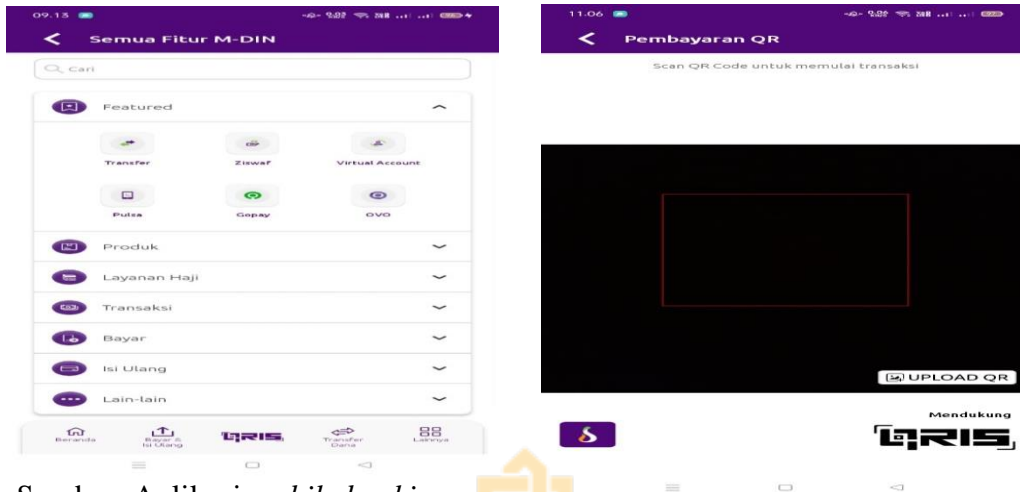 09.13
Semua Fitur M-DIN
Cari
Featured
Transfer
Ziswaf
Virtual Account
Pulsa
Gopay
OVO
Produk
Layanan Haji
Transaksi
Bayar
Isi Ulang
Lain-lain
Beranda
Bayar &
Isi Ulang
QRIS
Transfer
Dana
Lainnya
11.06
Pembayaran QR
Scan QR Code untuk memulai transaksi
UPLOAD QR
Mendukung
QRIS